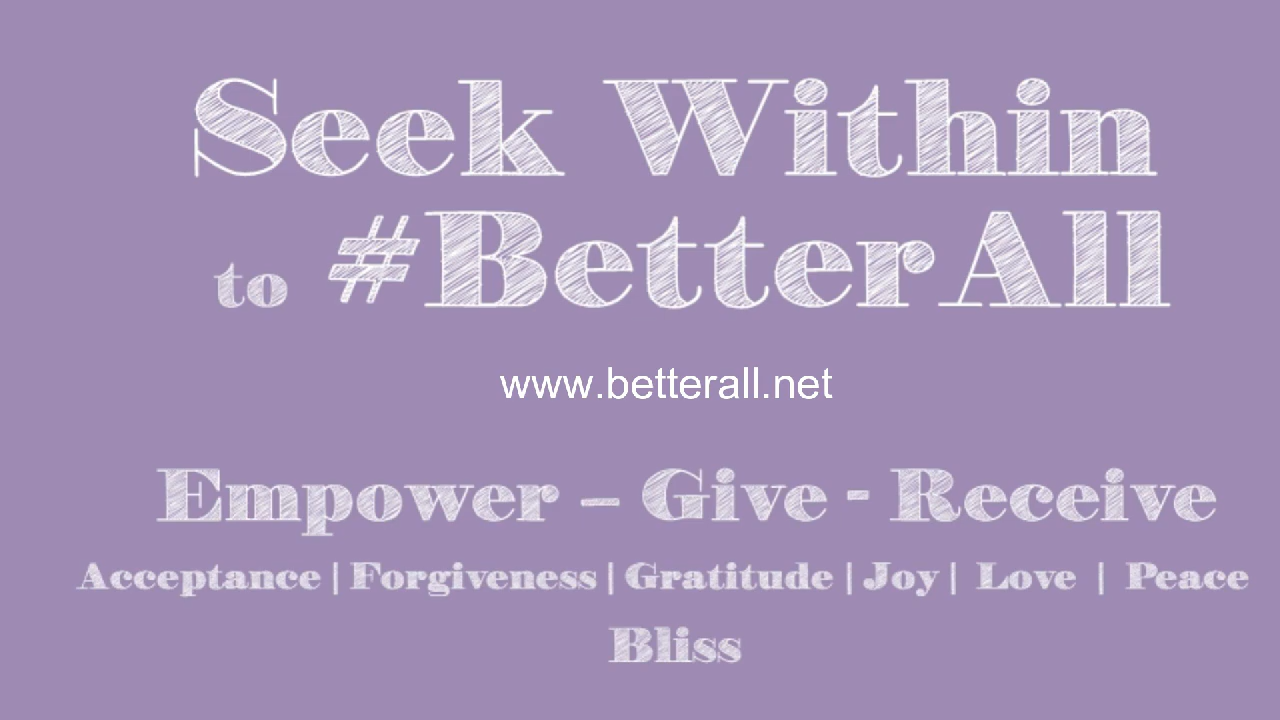 Seek Within
to #BetterAll
www.betterall.net
Empower – Give - Receive
Acceptance | Forgiveness | Gratitude | Joy | Love | Peace
Bliss